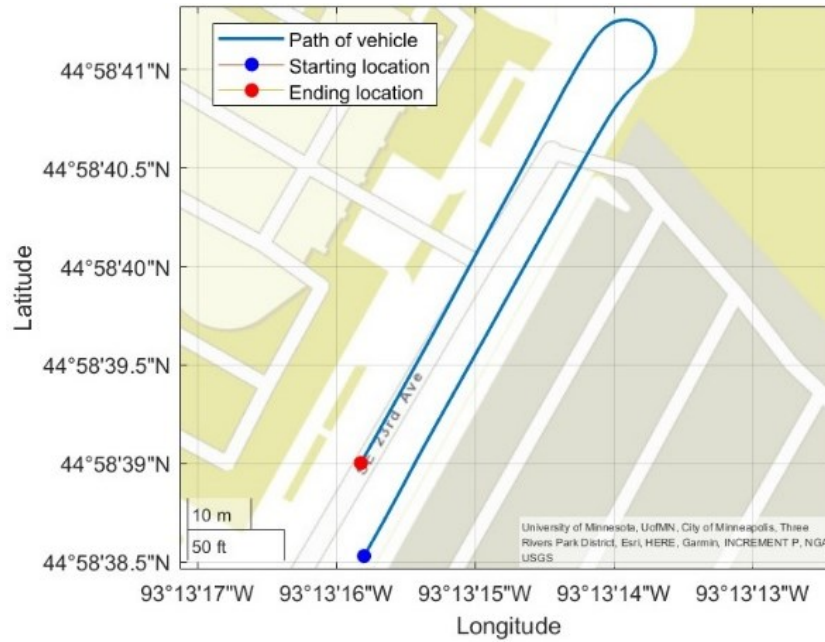 Path of vehicle
Starting location
Ending location
44°58'41"N
44°58'40.5"N
44°58'40"N
44°58'39.5"N
44°58'39"N
44°58'38.5"N
Latitude
SE 23rd Ave
10 m
50 ft
University of Minnesota, UofMN, City of Minneapolis, Three
Rivers Park District, Esri, HERE, Garmin, INCREMENT P, NGA
USGS
93°13'17"W 93°13'16"W 93°13'15"W 93°13'14"W 93°13'13"W
Longitude